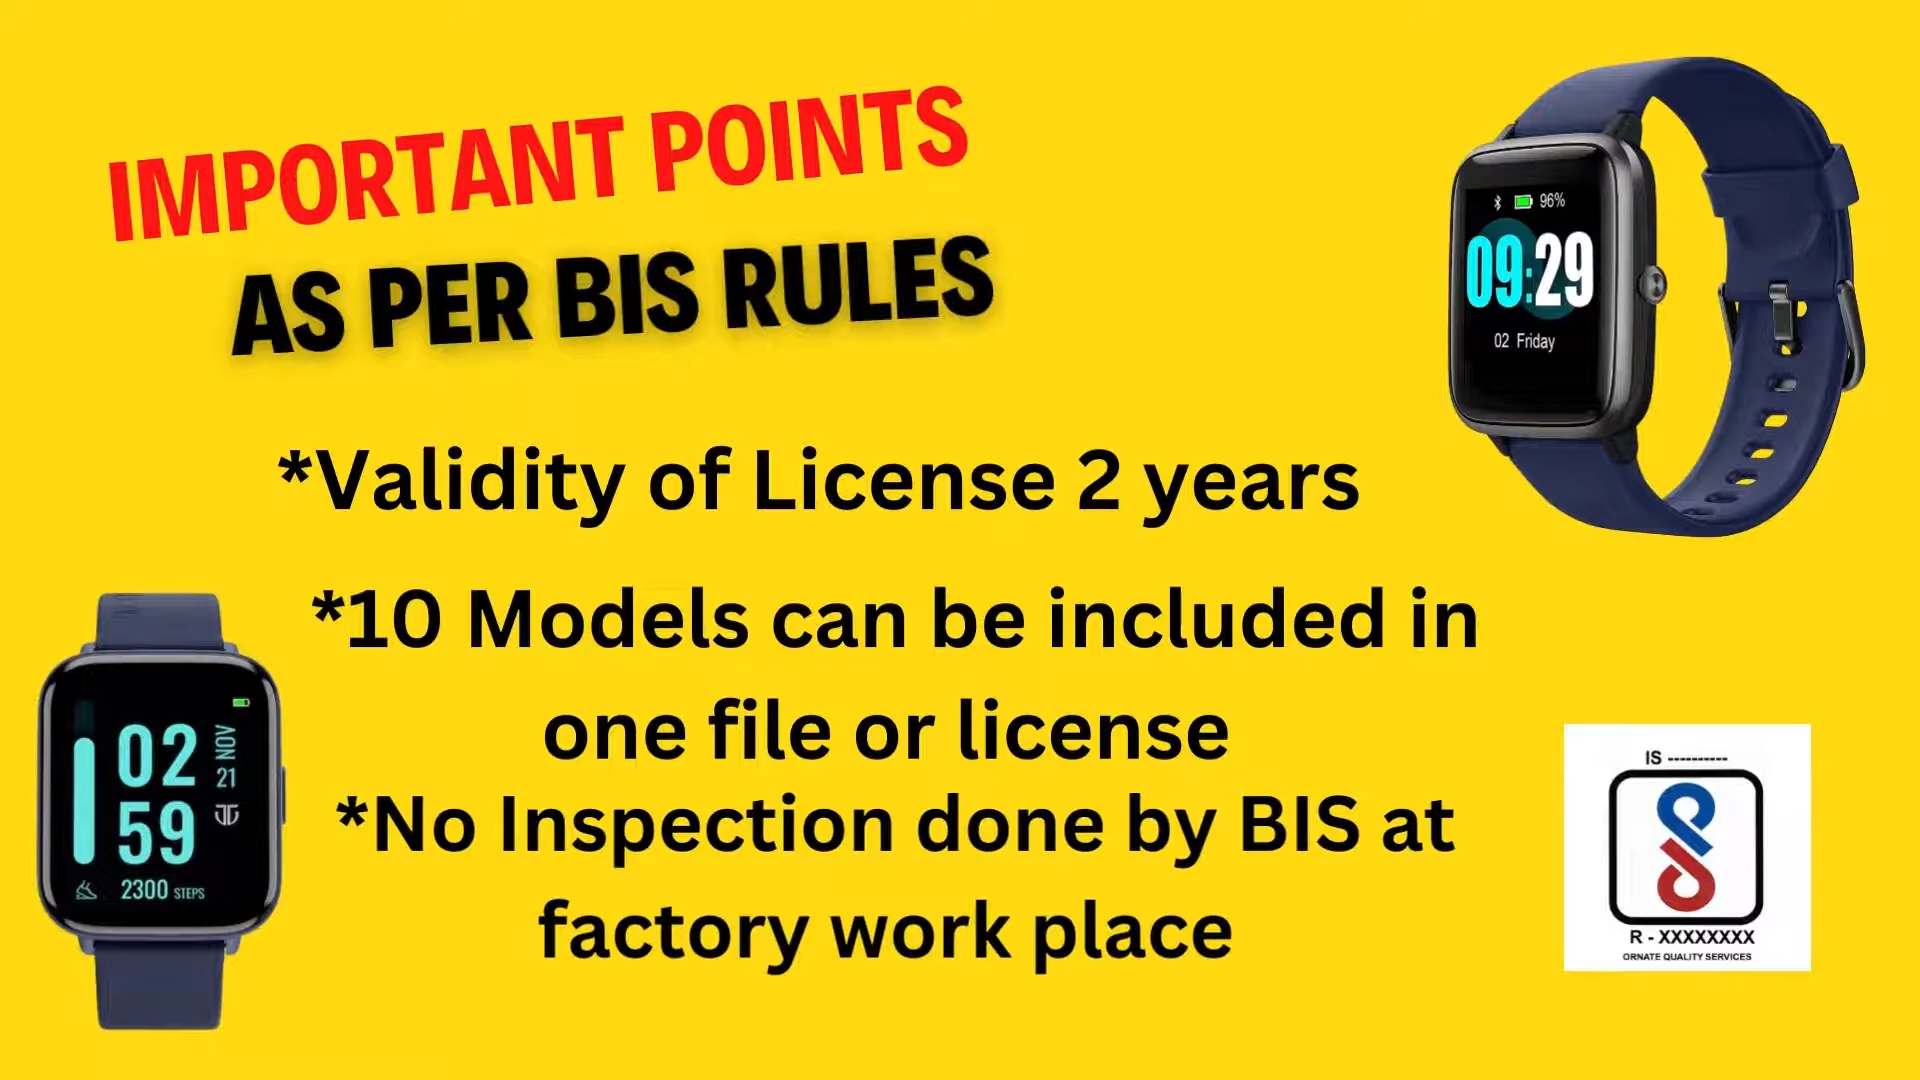 IMPORTANT POINTS
AS PER BIS RULES
96%
09:29
02 Friday
*Validity of License 2 years
*10 Models can be included in
one file or license
*No Inspection done by BIS at
factory work place
02
59
NOV
21
2300 STEPS
IS ----------
R - XXXXXXXX
ORNATE QUALITY SERVICES